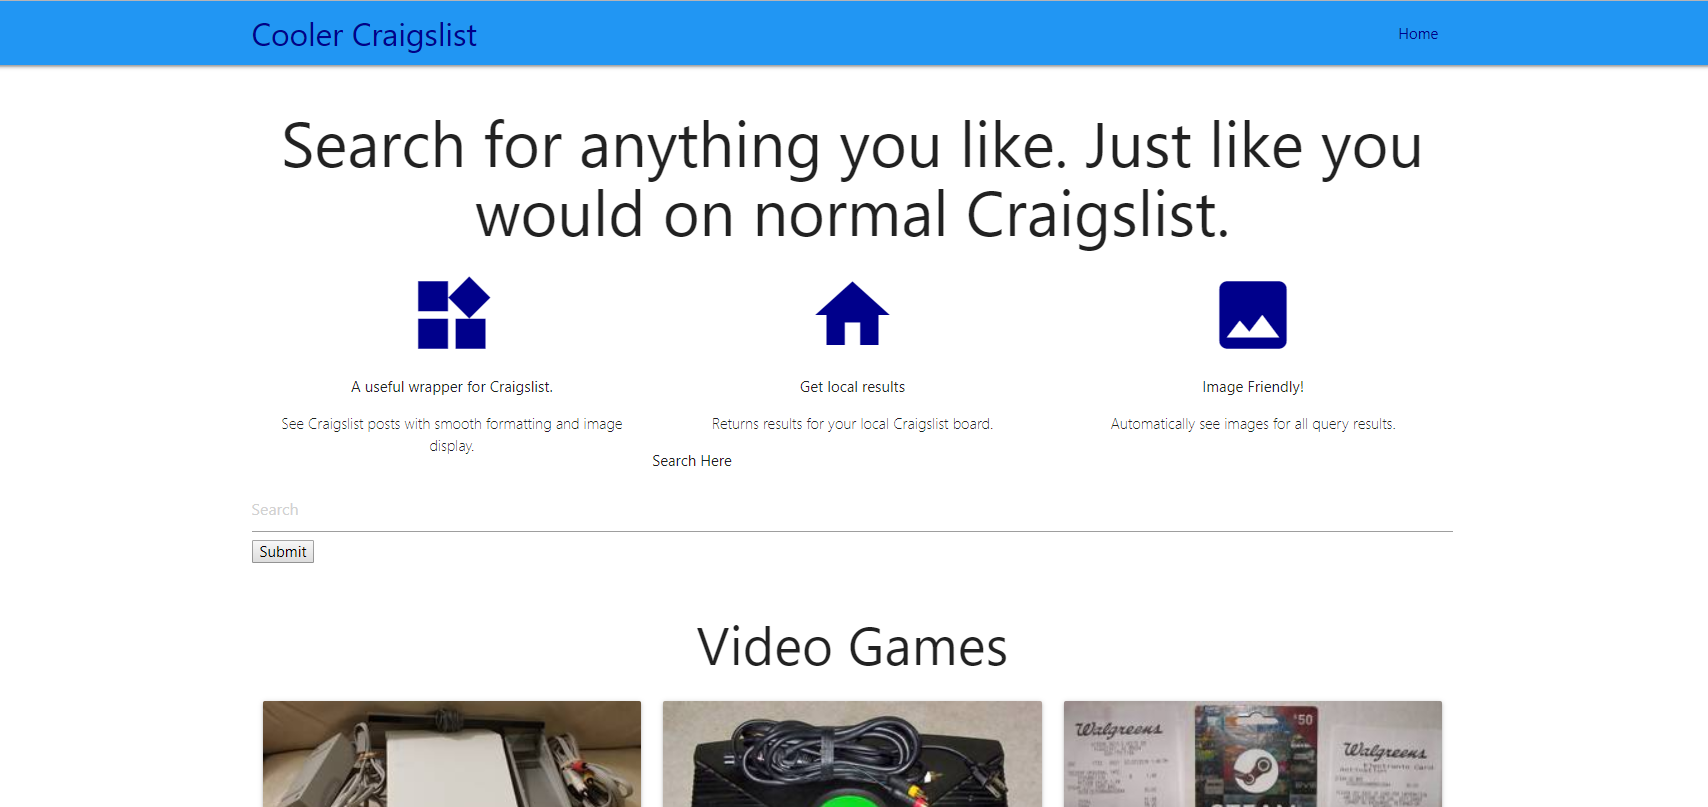 Cooler Craigslist
Home
Search for anything you like. Just like you
would on normal Craigslist.
A useful wrapper for Craigslist.
See Craigslist posts with smooth formatting and image
display.
Get local results
Returns results for your local Craigslist board.
Image Friendly!
Automatically see images for all query results.
Search Here
Search
Submit
Video Games
Walgreens
$50
Walgreens